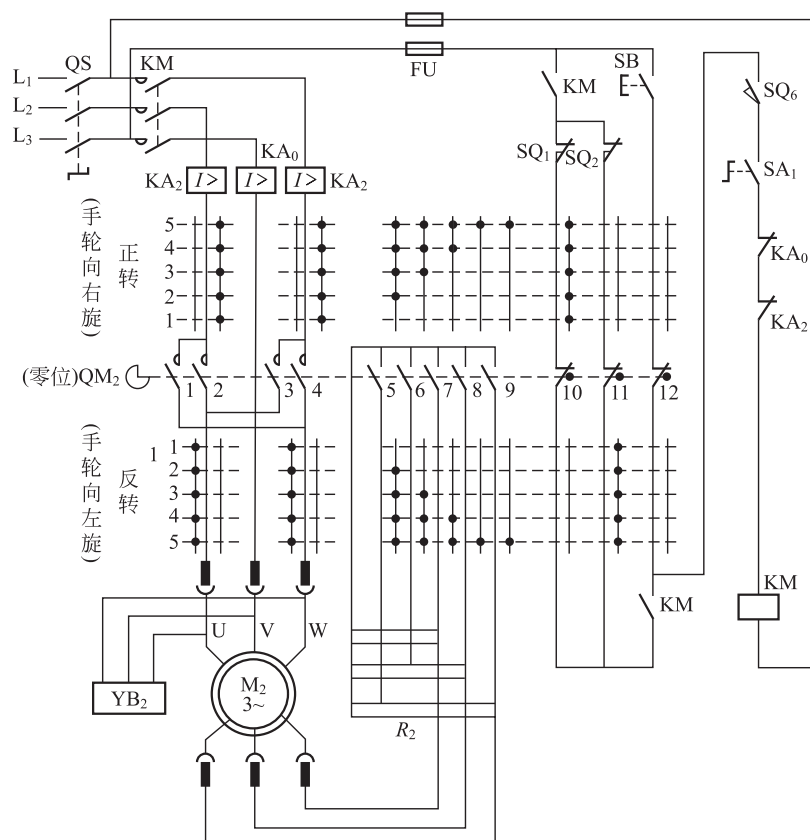 FU
QS KM
L₁
L₂
L₃
KM
SB
SQ₆
SQ₁ SQ₂
SA₁
KA₀
KA₂ I> I> I> KA₂
KA₀
KA₂
(手轮向右旋)
正转
5
4
3
2
1
(零位)QM₂
1 2 3 4 5 6 7 8 9 10 11 12
(手轮向左旋)
反转
1
1
2
3
4
5
KM
KM
U V W
YB₂
M₂
3~
R₂